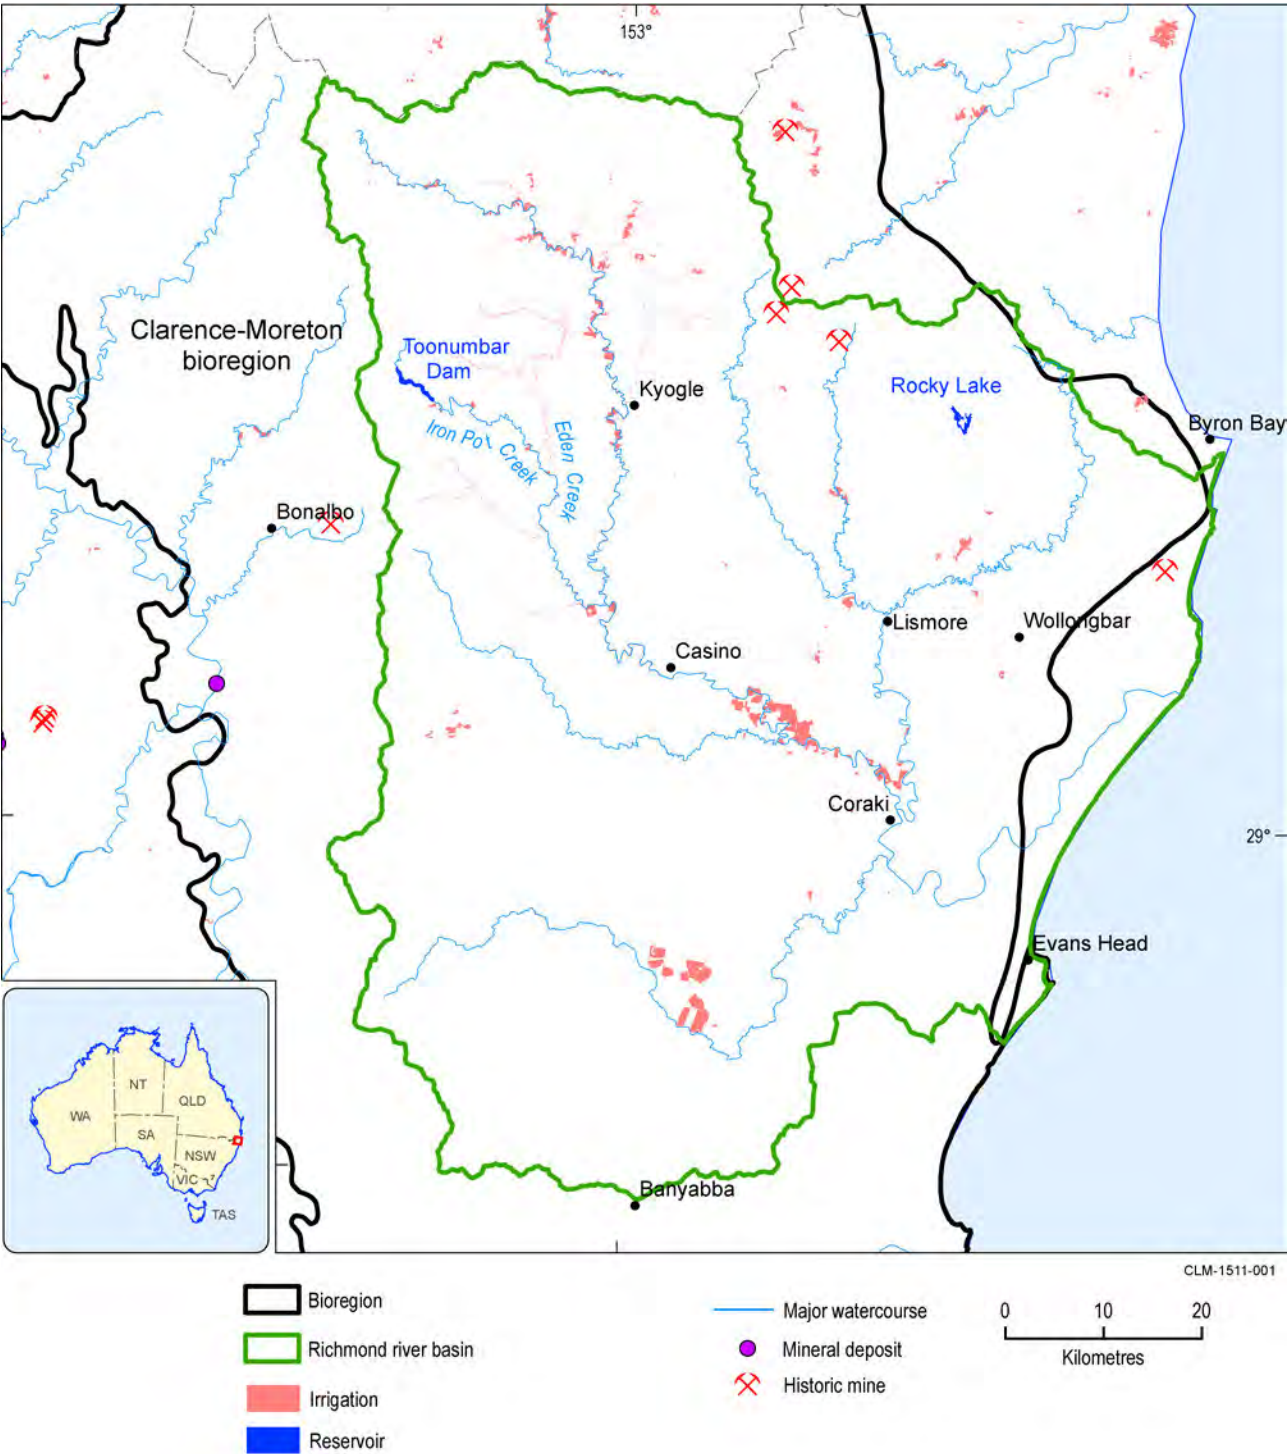 153°
Clarence-Moreton
bioregion
Toonumbar
Dam
Rocky Lake
Kyogle
Byron Bay
Iron Pot Creek
Eden Creek
Bonalbo
Lismore
Wollongbar
Casino
Coraki
29°
Evans Head
NT
WA
QLD
SA
NSW
VIC
TAS
Banyabba
CLM-1511-001
Bioregion
Richmond river basin
Irrigation
Reservoir
Major watercourse
Mineral deposit
Historic mine
0 10 20
Kilometres